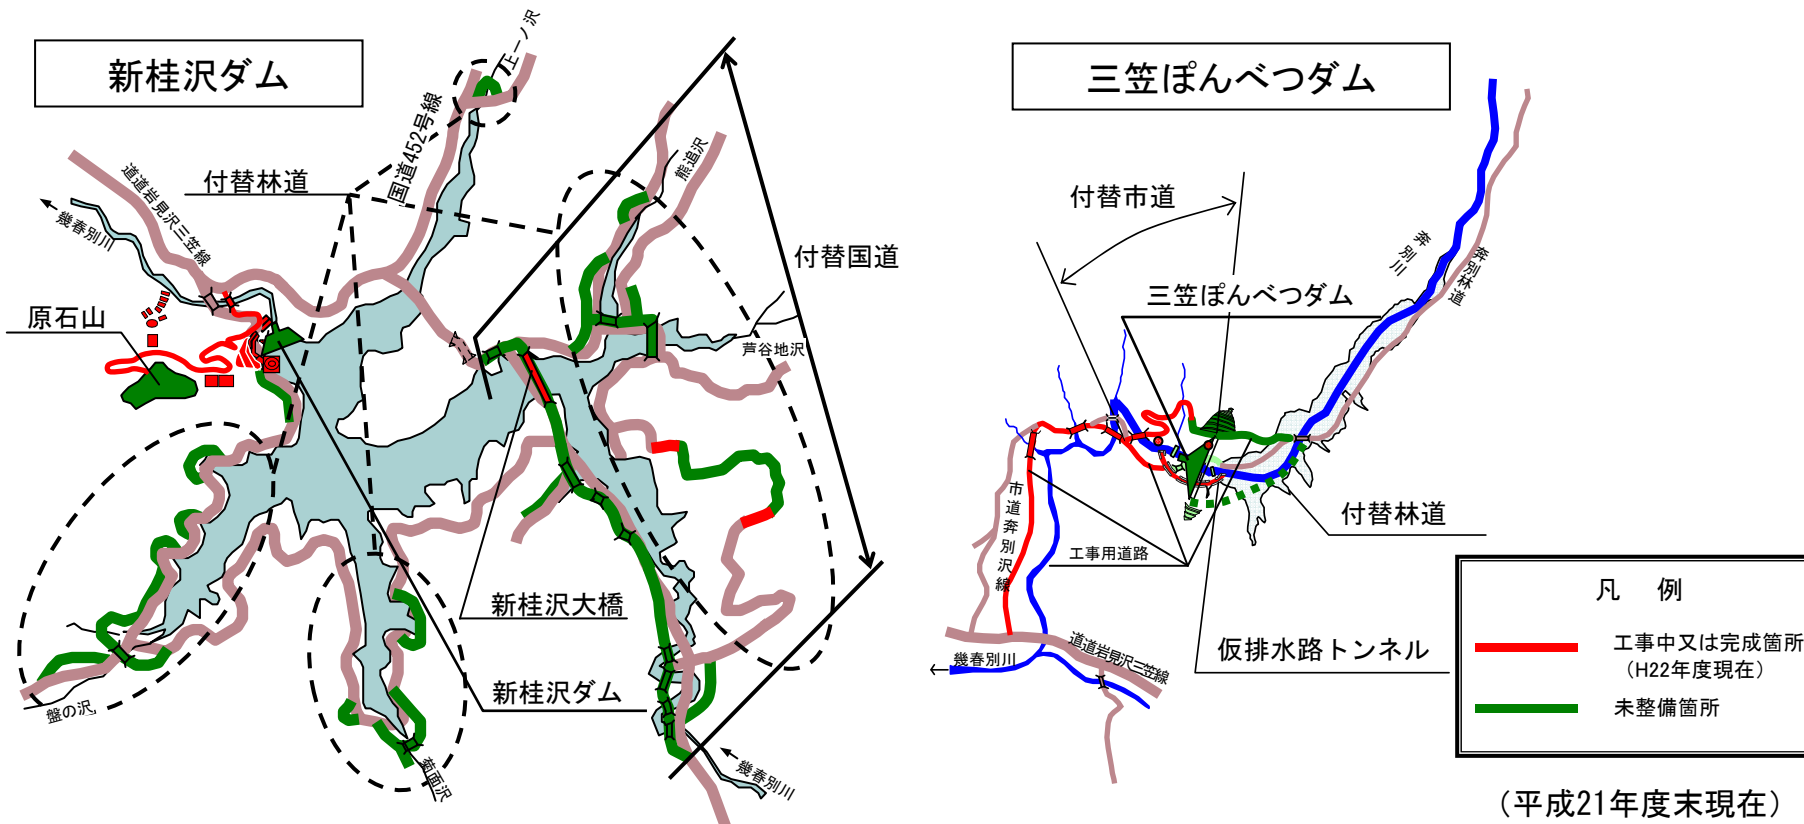 新桂沢ダム
正一ノ沢
国道452号線
付替林道
熊追沢
道道岩見沢三笠線
幾春別川
付替国道
原石山
芦谷地沢
新桂沢大橋
新桂沢ダム
盤の沢
菊面沢
幾春別川
三笠ぽんべつダム
付替市道
奔別川
奔別林道
三笠ぽんべつダム
市道奔別沢線
工事用道路
付替林道
仮排水路トンネル
幾春別川
道道岩見沢三笠線
凡 例
工事中又は完成箇所
(H22年度現在)
未整備箇所
(平成21年度末現在)